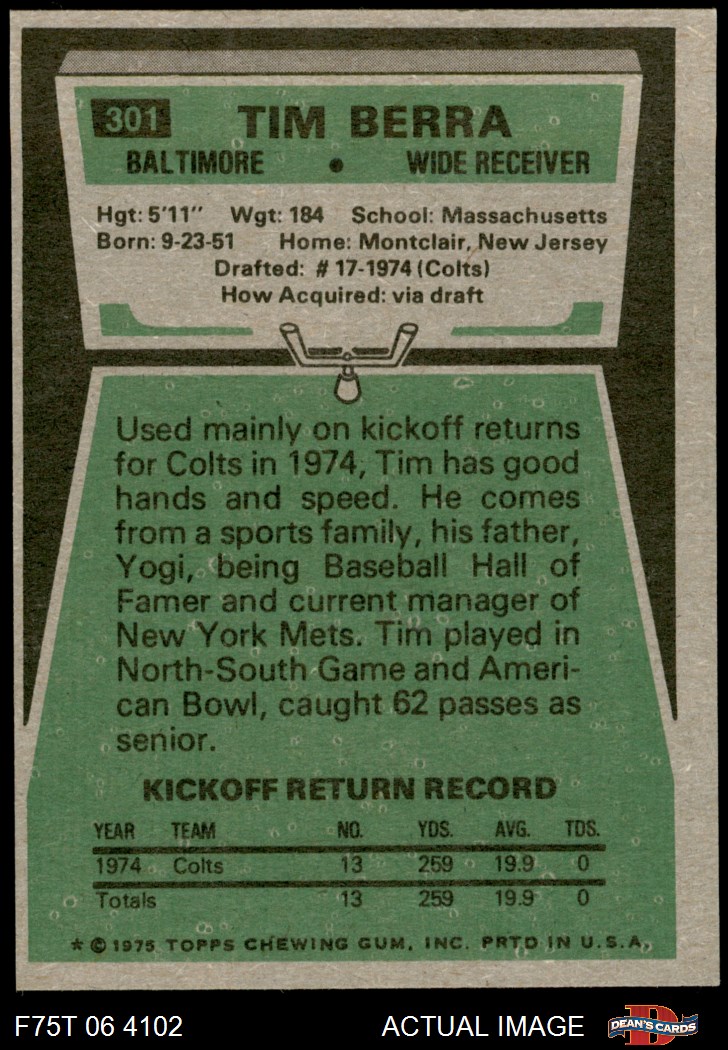 301 TIM BERRA
BALTIMORE • WIDE RECEIVER
Hgt: 5'11" Wgt: 184 School: Massachusetts
Born: 9-23-51 Home: Montclair, New Jersey
Drafted: # 17-1974 (Colts)
How Acquired: via draft
Used mainly on kickoff returns
for Colts in 1974, Tim has good
hands and speed. He comes
from a sports family, his father,
Yogi, being Baseball Hall of
Famer and current manager of
New York Mets. Tim played in
North-South Game and Ameri-
can Bowl, caught 62 passes as
senior.
KICKOFF RETURN RECORD
YEAR TEAM NO. YDS. AVG. TDS.
1974 Colts 13 259 19.9 0
Totals 13 259 19.9 0
* © 1975 TOPPS CHEWING GUM, INC. PRTD IN U.S.A.
F75T 06 4102 ACTUAL IMAGE D DEAN'S CARDS